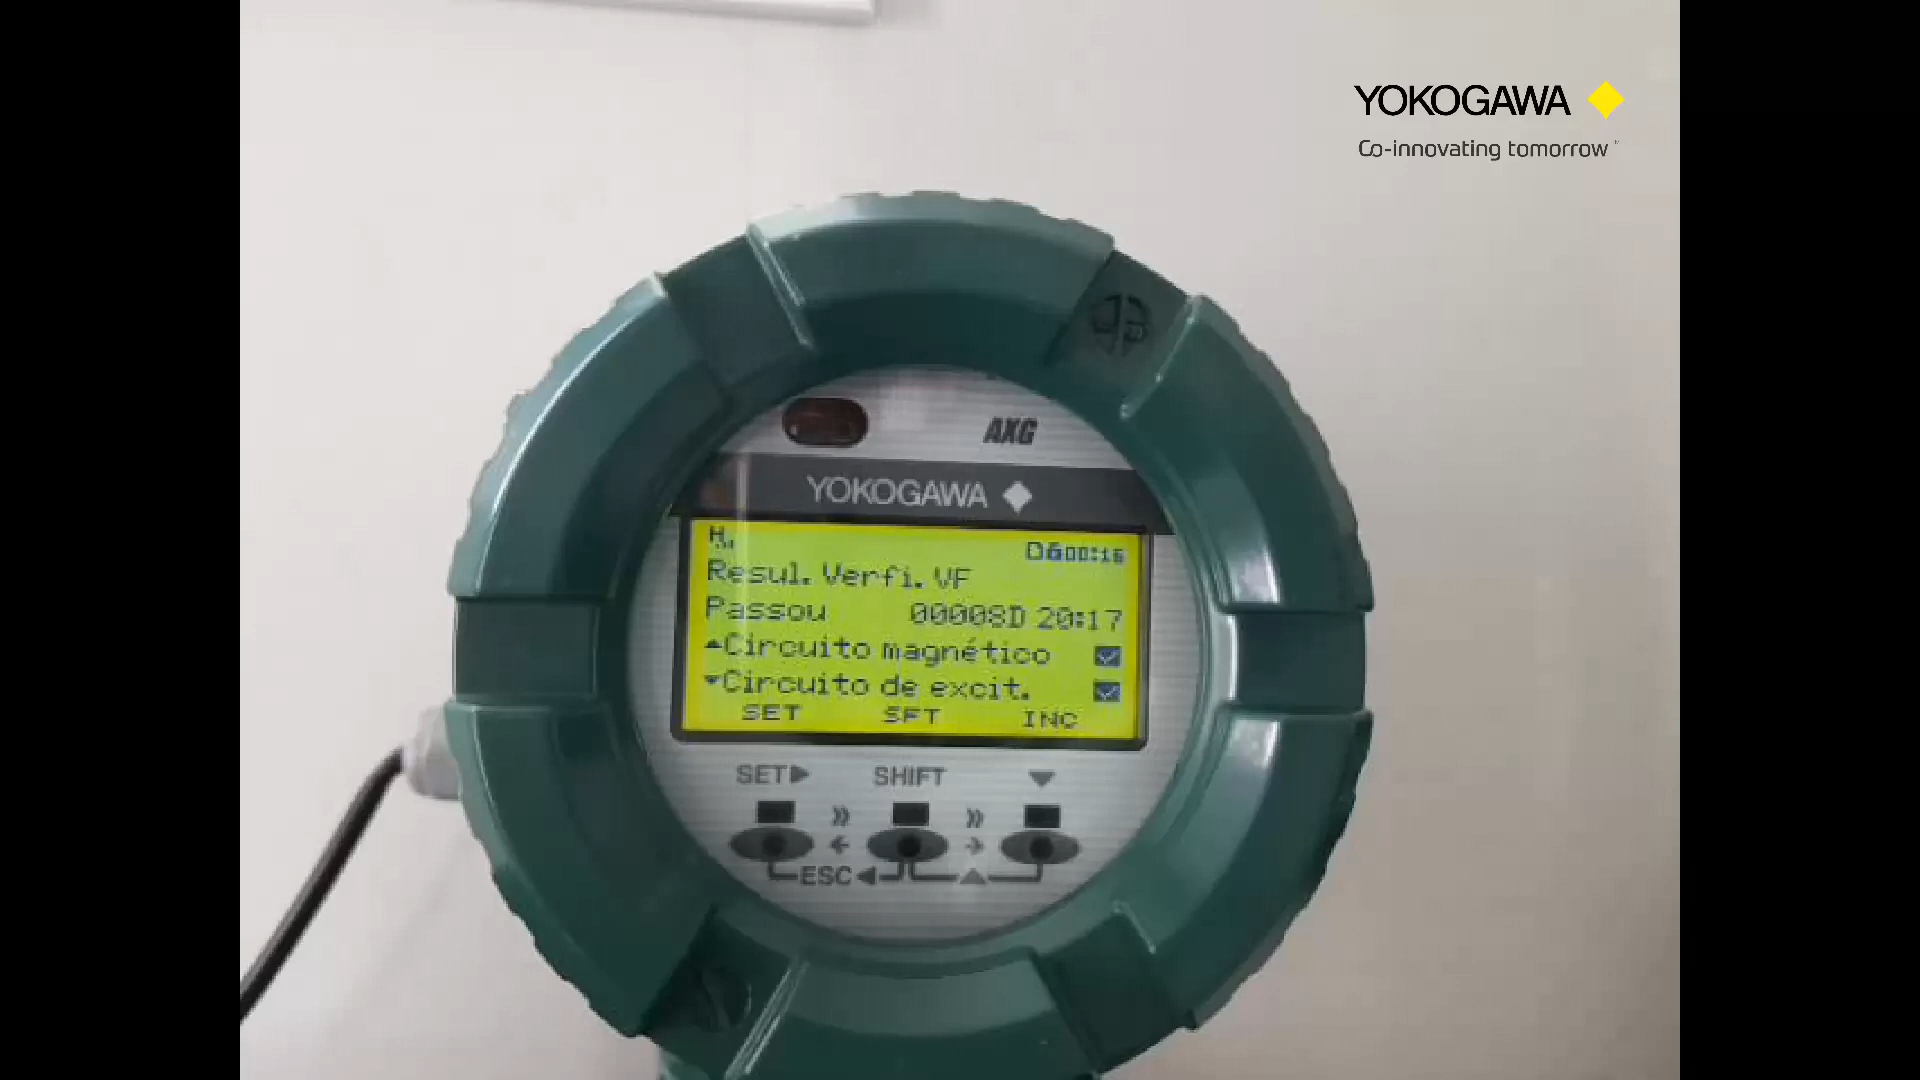 YOKOGAWA
Co-innovating tomorrow™
AXG
YOKOGAWA
Resul. Verfi. VF
Passou 00008D 20:17
Circuito magnético
Circuito de excit.
SET SFT INC
SET SHIFT
ESC